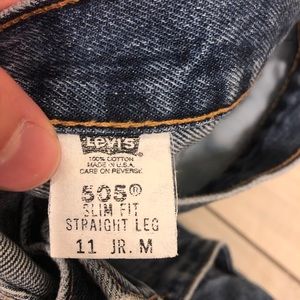 Levi's
100% COTTON
MADE IN U.S.A.
CARE ON REVERSE
505®
SLIM FIT
STRAIGHT LEG
11 JR. M